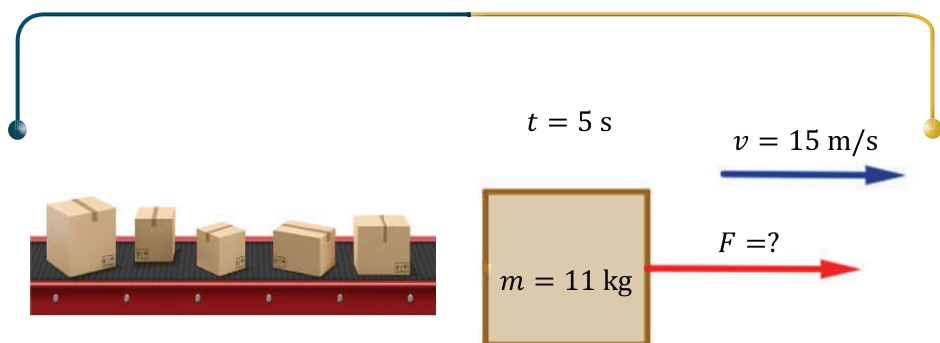 t = 5 s
v = 15 m/s
F =?
m = 11 kg